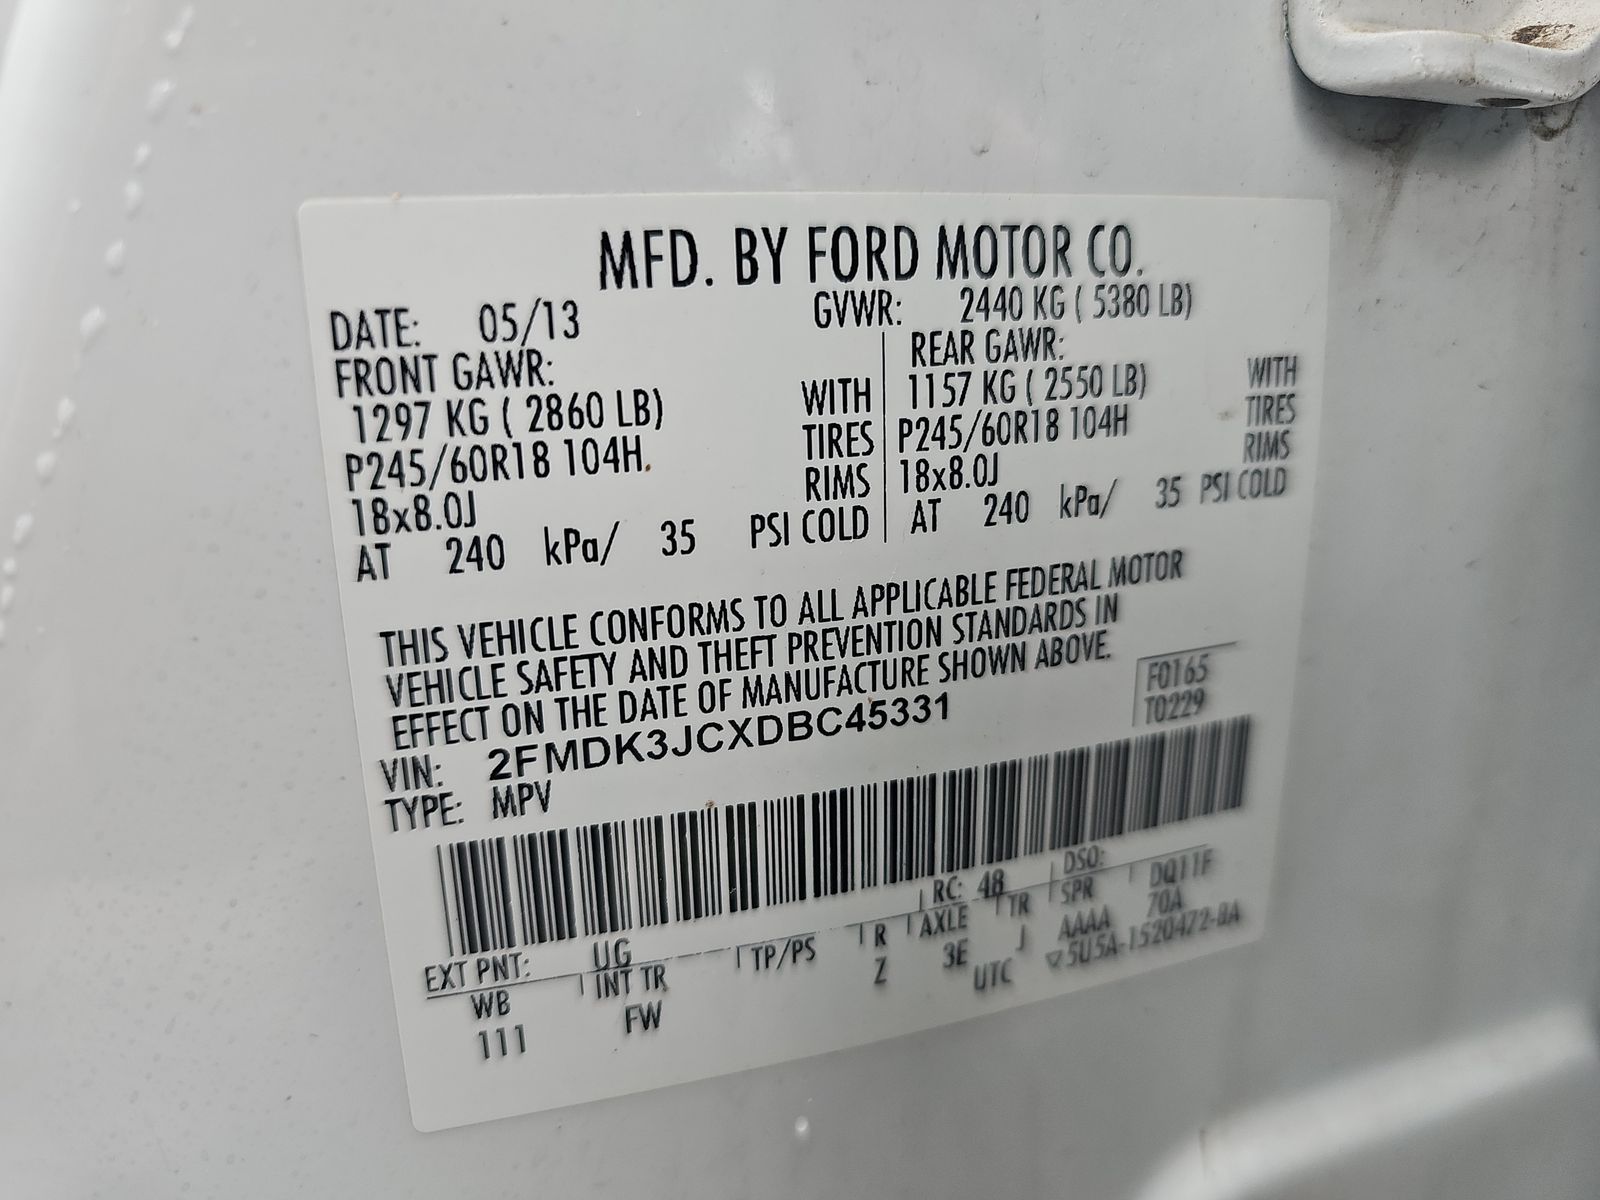 MFD. BY FORD MOTOR CO.
DATE: 05/13 GVWR: 2440 KG ( 5380 LB)
FRONT GAWR: REAR GAWR:
1297 KG ( 2860 LB) WITH 1157 KG ( 2550 LB) WITH
P245/60R18 104H TIRES P245/60R18 104H TIRES
18x8.0J RIMS 18x8.0J RIMS
AT 240 kPa/ 35 PSI COLD AT 240 kPa/ 35 PSI COLD
THIS VEHICLE CONFORMS TO ALL APPLICABLE FEDERAL MOTOR
VEHICLE SAFETY AND THEFT PREVENTION STANDARDS IN
EFFECT ON THE DATE OF MANUFACTURE SHOWN ABOVE.
F0165
T0229
VIN: 2FMDK3JCXDBC45331
TYPE: MPV
EXT PNT: UG RC: 48 DSO:
WB INT TR TP/PS R AXLE TR SPR DQ11F
111 FW Z 3E J AAAA 70A
UTC ▽5U5A-1520472-BA